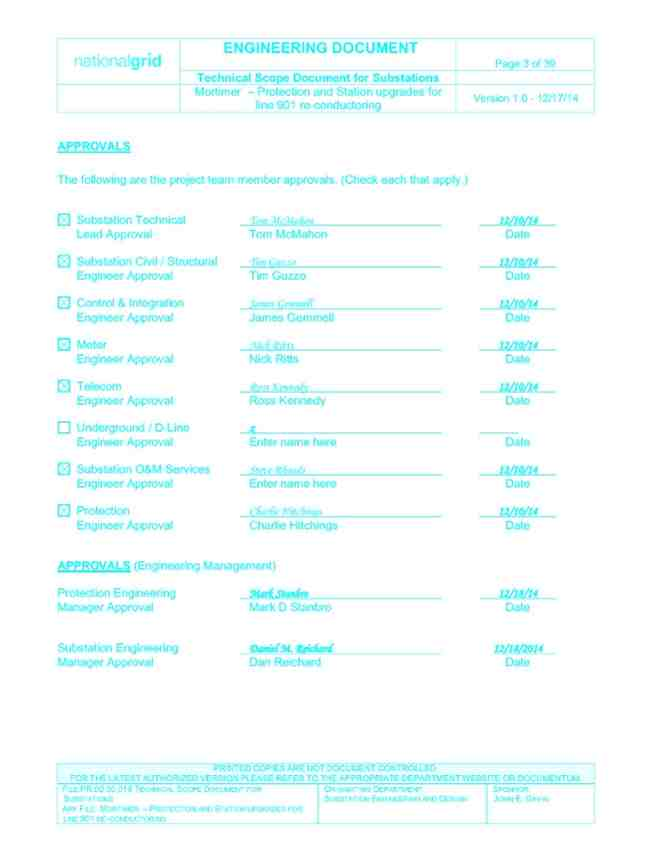 nationalgrid
ENGINEERING DOCUMENT
Page 3 of 39
Technical Scope Document for Substations
Mortimer – Protection and Station upgrades for
line 901 re-conductoring
Version 1.0 - 12/17/14
APPROVALS
The following are the project team member approvals. (Check each that apply.)
Substation Technical Tom McMahon 12/10/14
Lead Approval Tom McMahon Date
Substation Civil / Structural Tim Guzzo 12/10/14
Engineer Approval Tim Guzzo Date
Control & Integration James Gemmell 12/10/14
Engineer Approval James Gemmell Date
Meter Nick Ritts 12/10/14
Engineer Approval Nick Ritts Date
Telecom Ross Kennedy 12/10/14
Engineer Approval Ross Kennedy Date
Underground / D-Line x
Engineer Approval Enter name here Date
Substation O&M Services Steve 12/10/14
Engineer Approval Enter name here Date
Protection Charlie Hitchings 12/10/14
Engineer Approval Charlie Hitchings Date
APPROVALS (Engineering Management)
Protection Engineering Mark Stanbro 12/18/14
Manager Approval Mark D Stanbro Date
Substation Engineering Daniel M. Reichard 12/18/2014
Manager Approval Dan Reichard Date
PRINTED COPIES ARE NOT DOCUMENT CONTROLLED.
FOR THE LATEST AUTHORIZED VERSION PLEASE REFER TO THE APPROPRIATE DEPARTMENT WEBSITE OR DOCUMENTUM.
TECHNICAL SCOPE DOCUMENT FOR ORIGINATING DEPARTMENT: SPONSOR:
SUBSTATIONS SUBSTATION ENGINEERING AND DESIGN JOHN E.
MORTIMER – PROTECTION AND STATION UPGRADES FOR
LINE 901 RE-CONDUCTORING